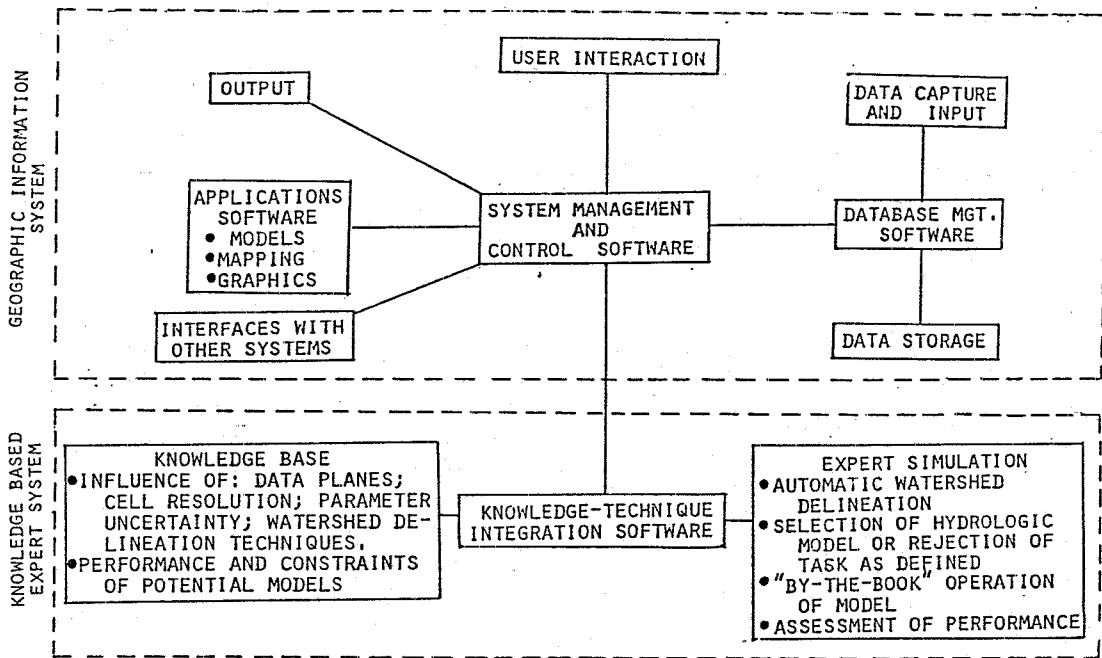 GEOGRAPHIC INFORMATION
SYSTEM
USER INTERACTION
OUTPUT
DATA CAPTURE
AND INPUT
APPLICATIONS
SOFTWARE
• MODELS
•MAPPING
•GRAPHICS
SYSTEM MANAGEMENT
AND
CONTROL SOFTWARE
DATABASE MGT.
SOFTWARE
INTERFACES WITH
OTHER SYSTEMS
DATA STORAGE
KNOWLEDGE BASED
EXPERT SYSTEM
KNOWLEDGE BASE
•INFLUENCE OF: DATA PLANES;
CELL RESOLUTION; PARAMETER
UNCERTAINTY; WATERSHED DE-
LINEATION TECHNIQUES.
•PERFORMANCE AND CONSTRAINTS
OF POTENTIAL MODELS
KNOWLEDGE-TECHNIQUE
INTEGRATION SOFTWARE
EXPERT SIMULATION
•AUTOMATIC WATERSHED
DELINEATION
•SELECTION OF HYDROLOGIC
MODEL OR REJECTION OF
TASK AS DEFINED
•"BY-THE-BOOK" OPERATION
OF MODEL
•ASSESSMENT OF PERFORMANCE